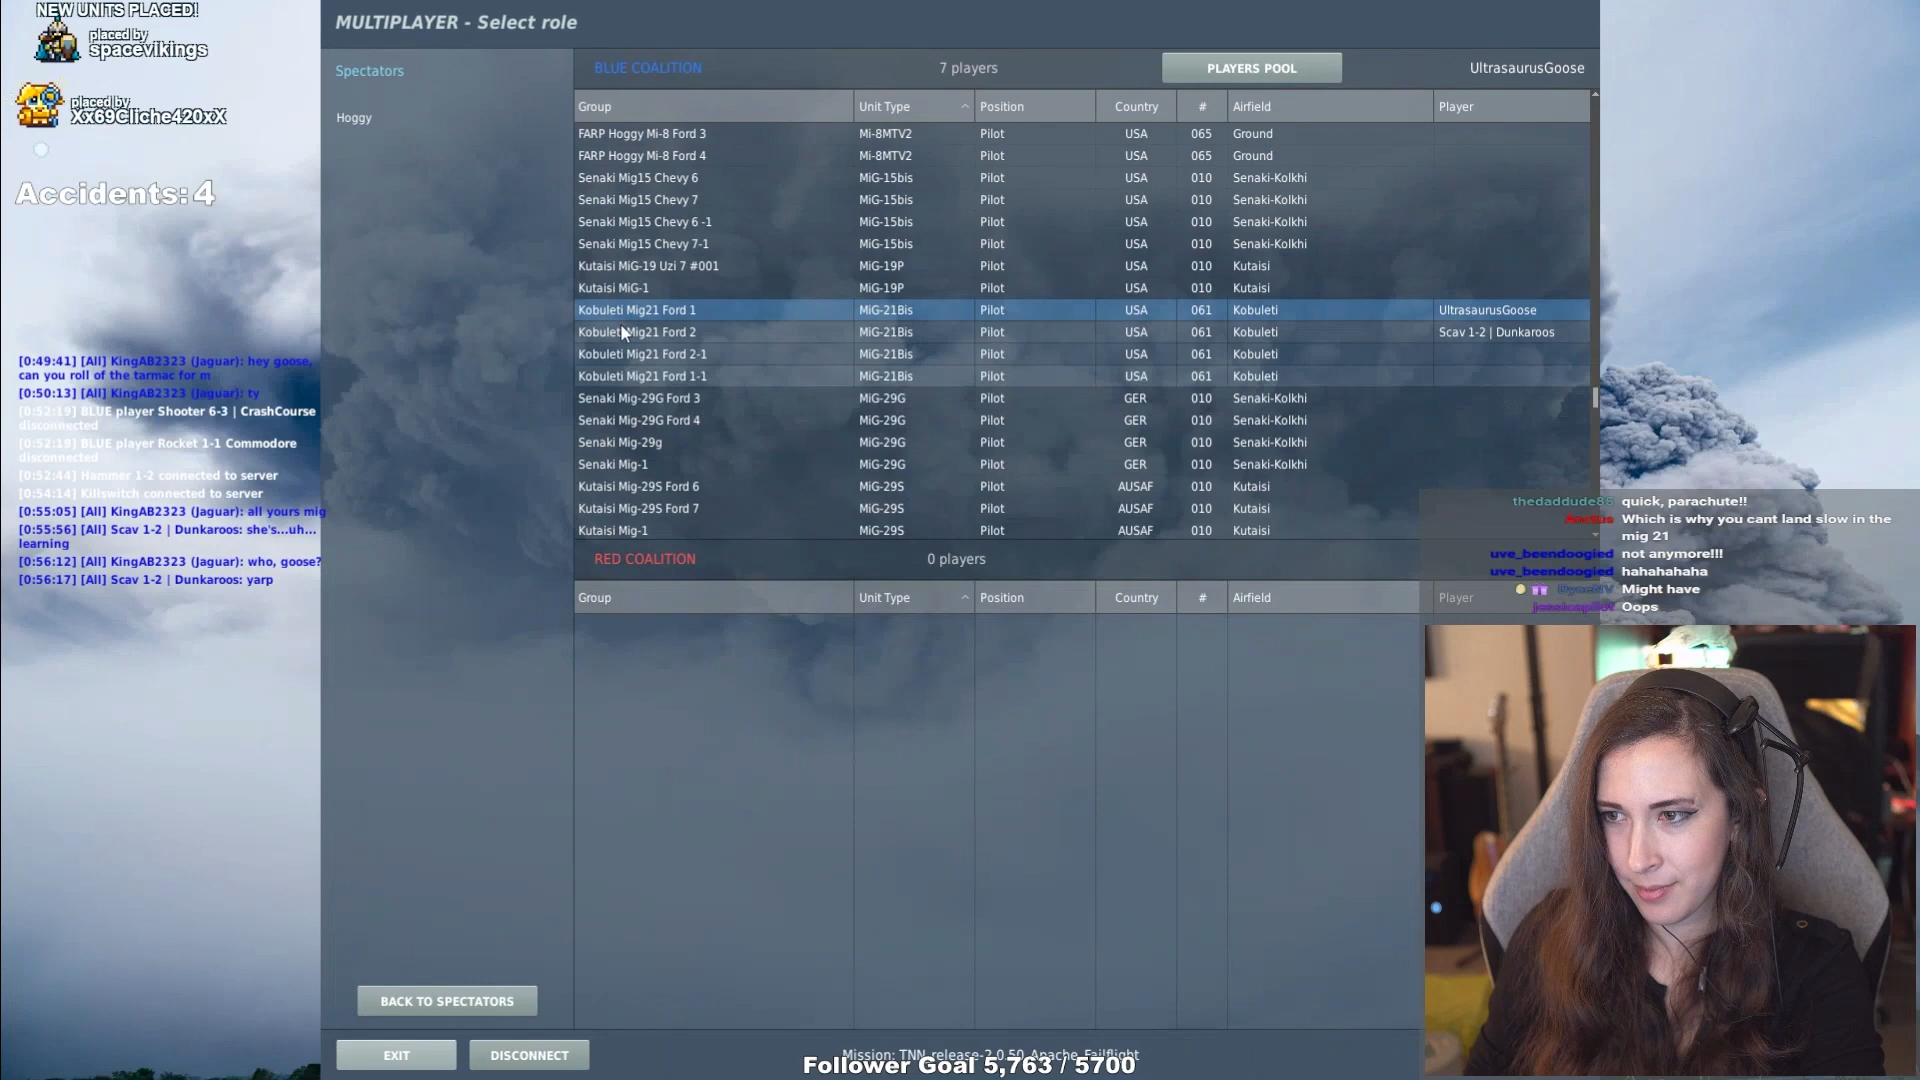 NEW UNITS PLACED!
placed by
spacevikings
placed by
Xx69Cliche420xX
Accidents: 4
[0:49:41] [All] KingAB2323 (Jaguar): hey goose,
can you roll of the tarmac for m
[0:50:13] [All] KingAB2323 (Jaguar): ty
[0:52:19] BLUE player Shooter 6-3 | CrashCourse
disconnected
[0:52:19] BLUE player Rocket 1-1 Commodore
disconnected
[0:52:44] Hammer 1-2 connected to server
[0:54:14] Killswitch connected to server
[0:55:05] [All] KingAB2323 (Jaguar): all yours mig
[0:55:56] [All] Scav 1-2 | Dunkaroos: she's...uh...
learning
[0:56:12] [All] KingAB2323 (Jaguar): who, goose?
[0:56:17] [All] Scav 1-2 | Dunkaroos: yarp
MULTIPLAYER - Select role
Spectators
Hoggy
BLUE COALITION 7 players PLAYERS POOL UltrasaurusGoose
Group Unit Type Position Country # Airfield Player
FARP Hoggy Mi-8 Ford 3 Mi-8MTV2 Pilot USA 065 Ground
FARP Hoggy Mi-8 Ford 4 Mi-8MTV2 Pilot USA 065 Ground
Senaki Mig15 Chevy 6 MiG-15bis Pilot USA 010 Senaki-Kolkhi
Senaki Mig15 Chevy 7 MiG-15bis Pilot USA 010 Senaki-Kolkhi
Senaki Mig15 Chevy 6 -1 MiG-15bis Pilot USA 010 Senaki-Kolkhi
Senaki Mig15 Chevy 7-1 MiG-15bis Pilot USA 010 Senaki-Kolkhi
Kutaisi MiG-19 Uzi 7 #001 MiG-19P Pilot USA 010 Kutaisi
Kutaisi MiG-1 MiG-19P Pilot USA 010 Kutaisi
Kobuleti Mig21 Ford 1 MiG-21Bis Pilot USA 061 Kobuleti UltrasaurusGoose
Kobuleti Mig21 Ford 2 MiG-21Bis Pilot USA 061 Kobuleti Scav 1-2 | Dunkaroos
Kobuleti Mig21 Ford 2-1 MiG-21Bis Pilot USA 061 Kobuleti
Kobuleti Mig21 Ford 1-1 MiG-21Bis Pilot USA 061 Kobuleti
Senaki Mig-29G Ford 3 MiG-29G Pilot GER 010 Senaki-Kolkhi
Senaki Mig-29G Ford 4 MiG-29G Pilot GER 010 Senaki-Kolkhi
Senaki Mig-29g MiG-29G Pilot GER 010 Senaki-Kolkhi
Senaki Mig-1 MiG-29G Pilot GER 010 Senaki-Kolkhi
Kutaisi Mig-29S Ford 6 MiG-29S Pilot AUSAF 010 Kutaisi
Kutaisi Mig-29S Ford 7 MiG-29S Pilot AUSAF 010 Kutaisi
Kutaisi Mig-1 MiG-29S Pilot AUSAF 010 Kutaisi
RED COALITION 0 players
Group Unit Type Position Country # Airfield Player
thedaddude86 quick, parachute!!
Which is why you cant land slow in the
mig 21
uve_beendoogied not anymore!!!
uve_beendoogied hahahahaha
Might have
Oops
BACK TO SPECTATORS
EXIT DISCONNECT
Mission: TNN_release-2.0.50_Apache_Failflight
Follower Goal 5,763 / 5700